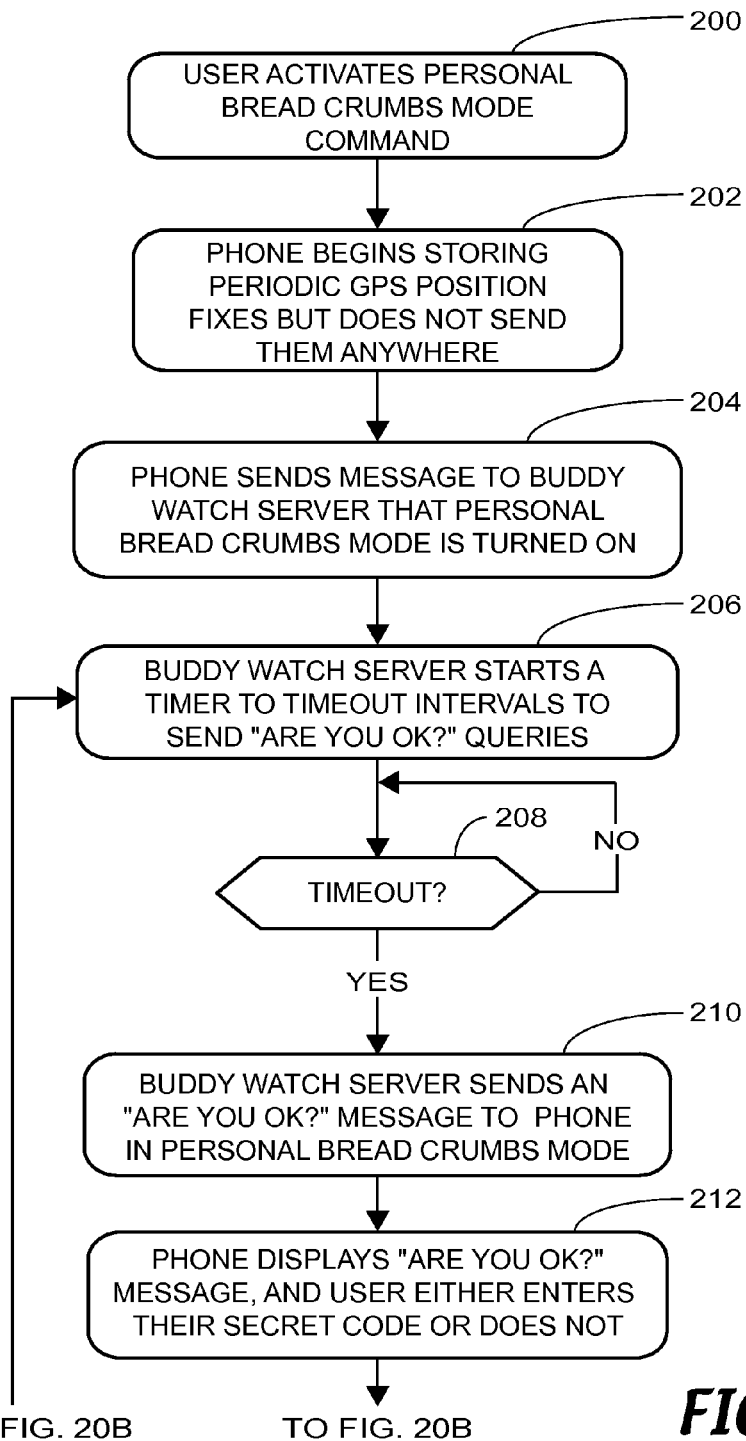 200
USER ACTIVATES PERSONAL
BREAD CRUMBS MODE
COMMAND
202
PHONE BEGINS STORING
PERIODIC GPS POSITION
FIXES BUT DOES NOT SEND
THEM ANYWHERE
204
PHONE SENDS MESSAGE TO BUDDY
WATCH SERVER THAT PERSONAL
BREAD CRUMBS MODE IS TURNED ON
206
BUDDY WATCH SERVER STARTS A
TIMER TO TIMEOUT INTERVALS TO
SEND "ARE YOU OK?" QUERIES
208
NO
TIMEOUT?
YES
210
BUDDY WATCH SERVER SENDS AN
"ARE YOU OK?" MESSAGE TO PHONE
IN PERSONAL BREAD CRUMBS MODE
212
PHONE DISPLAYS "ARE YOU OK?"
MESSAGE, AND USER EITHER ENTERS
THEIR SECRET CODE OR DOES NOT
FIG. 20B
TO FIG. 20B